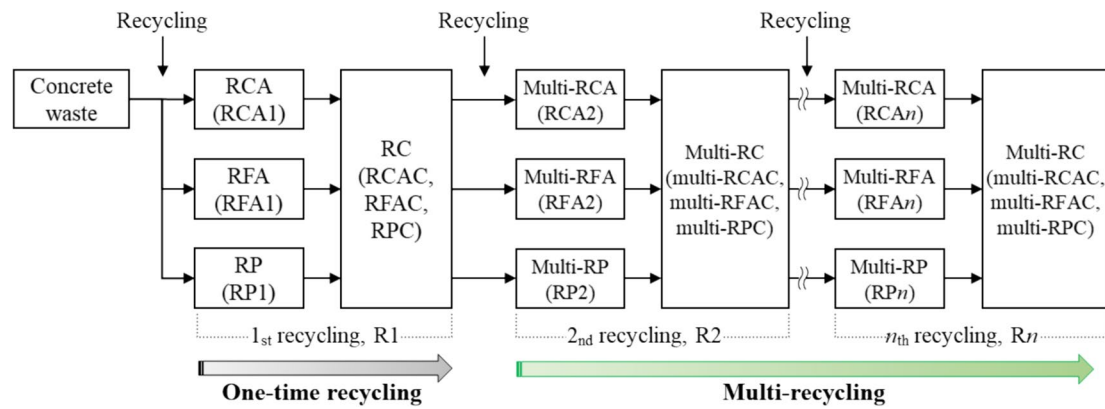 Recycling
Recycling
Recycling
Concrete
waste
RCA
(RCA1)
RFA
(RFA1)
RP
(RP1)
RC
(RCAC,
RFAC,
RPC)
Multi-RCA
(RCA2)
Multi-RFA
(RFA2)
Multi-RP
(RP2)
Multi-RC
(multi-RCAC,
multi-RFAC,
multi-RPC)
Multi-RCA
(RCAn)
Multi-RFA
(RFAn)
Multi-RP
(RPn)
Multi-RC
(multi-RCAC,
multi-RFAC,
multi-RPC)
1st recycling, R1
2nd recycling, R2
nth recycling, Rn
One-time recycling
Multi-recycling